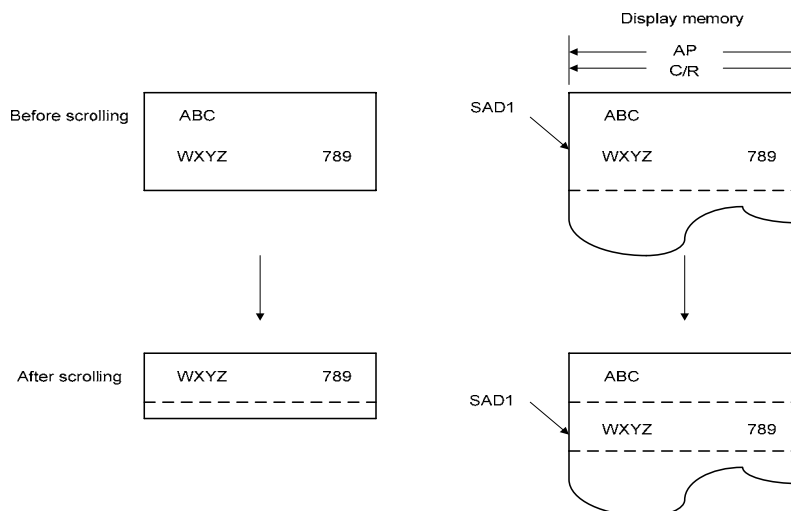 Display memory
AP
C/R
Before scrolling
ABC
WXYZ 789
SAD1
ABC
WXYZ 789
After scrolling
WXYZ 789
SAD1
ABC
WXYZ 789